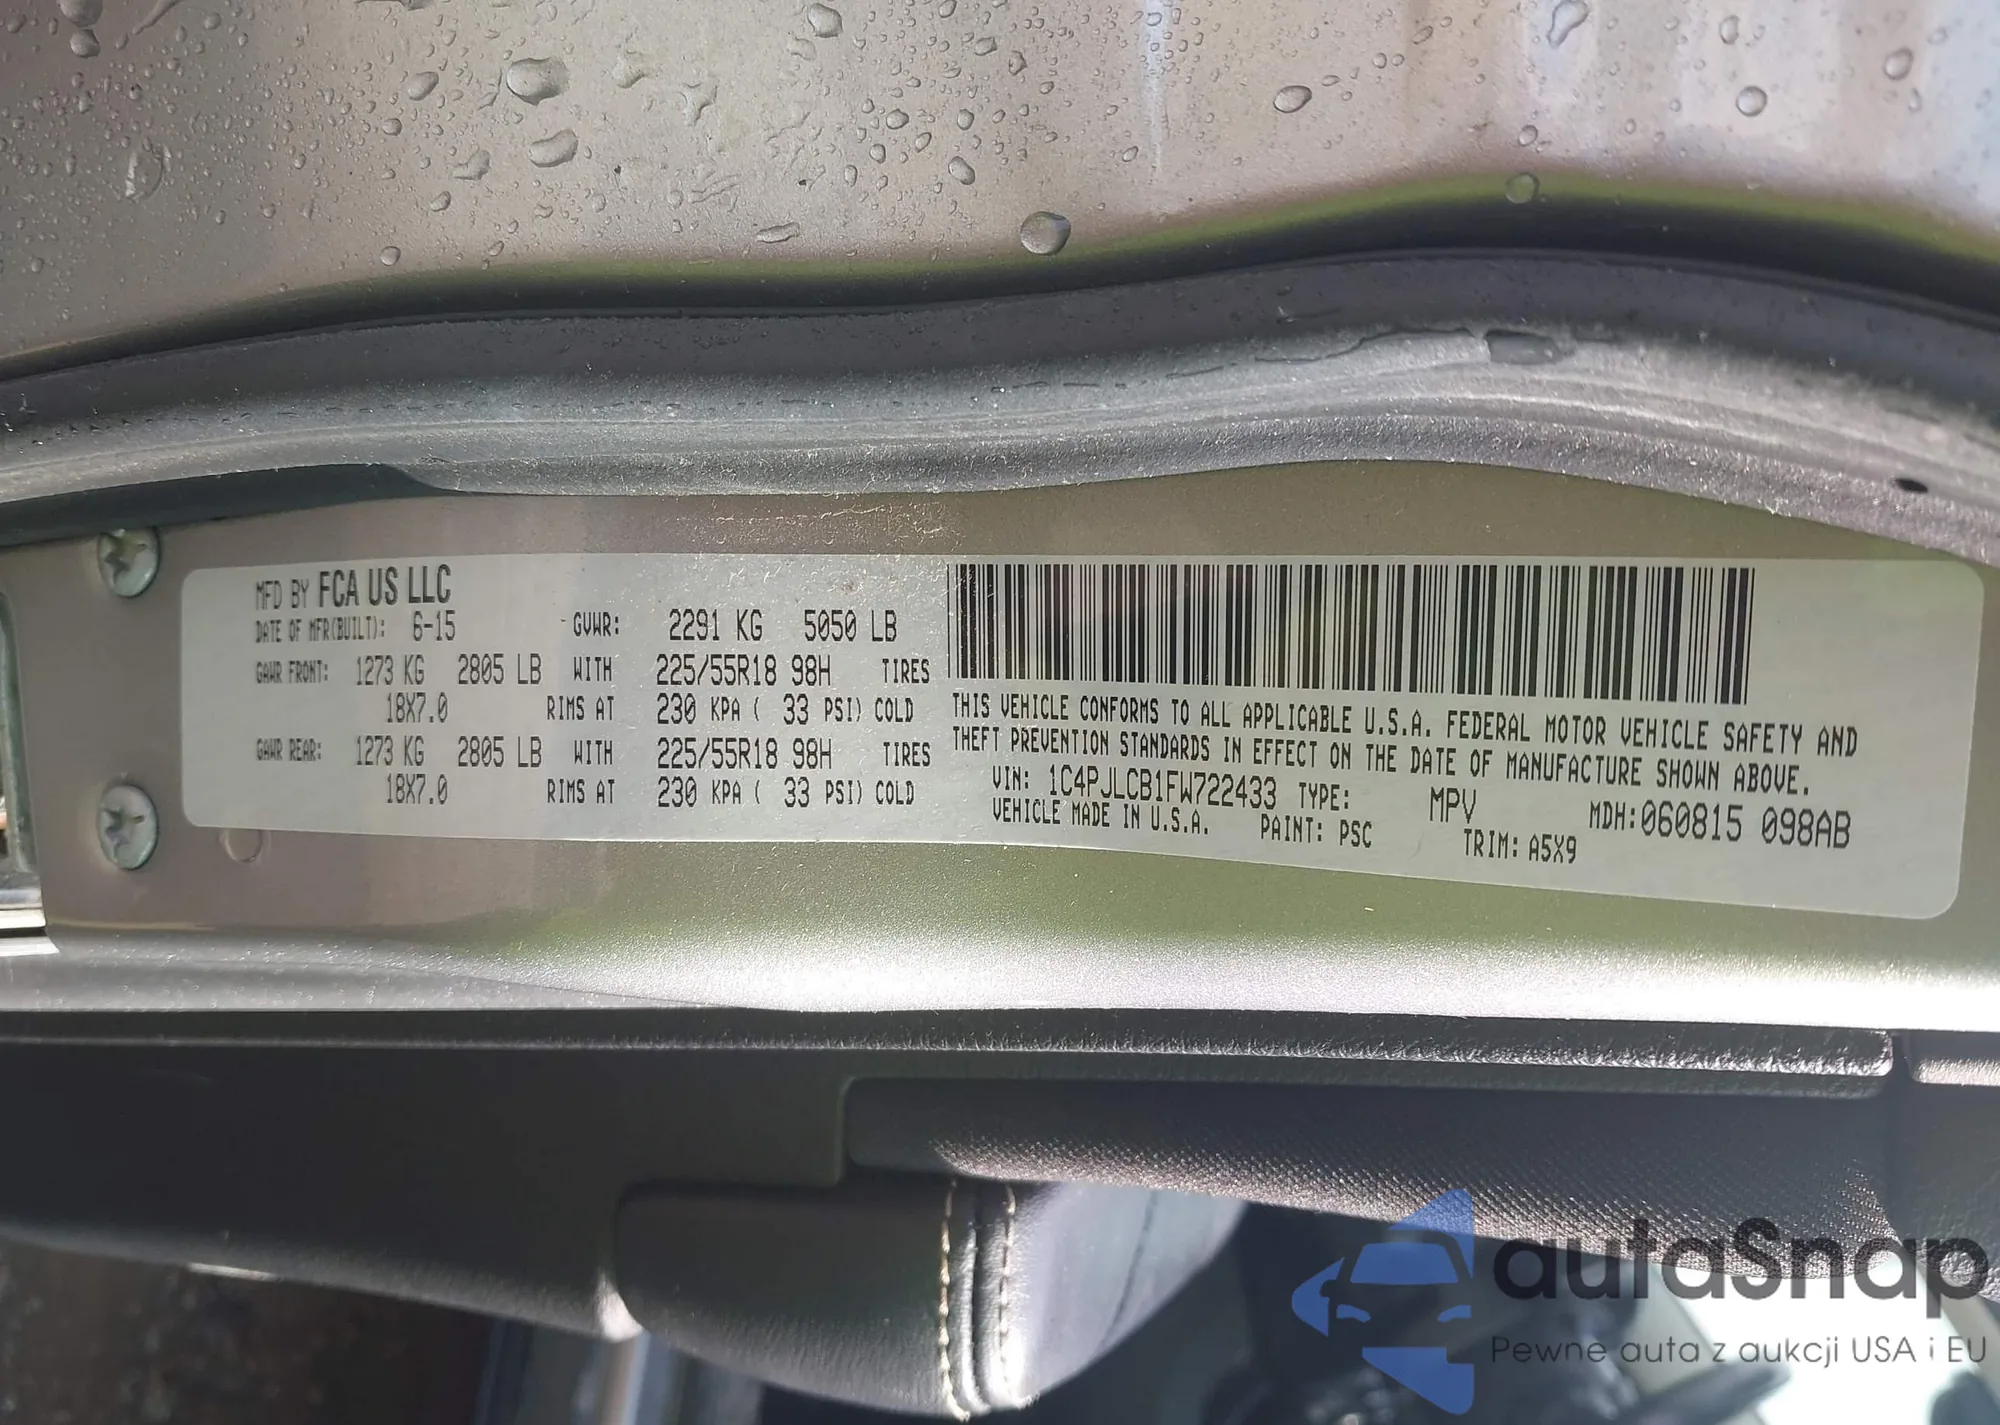 MFD BY FCA US LLC
DATE OF MFR(BUILT): 6-15 GVWR: 2291 KG 5050 LB
GAWR FRONT: 1273 KG 2805 LB WITH 225/55R18 98H TIRES
18X7.0 RIMS AT 230 KPA ( 33 PSI) COLD
GAWR REAR: 1273 KG 2805 LB WITH 225/55R18 98H TIRES
18X7.0 RIMS AT 230 KPA ( 33 PSI) COLD
THIS VEHICLE CONFORMS TO ALL APPLICABLE U.S.A. FEDERAL MOTOR VEHICLE SAFETY AND
THEFT PREVENTION STANDARDS IN EFFECT ON THE DATE OF MANUFACTURE SHOWN ABOVE.
VIN: 1C4PJLCB1FW722433 TYPE: MPV MDH:060815 098AB
VEHICLE MADE IN U.S.A. PAINT: PSC TRIM: A5X9
autaSnap
Pewne auta z aukcji USA i EU